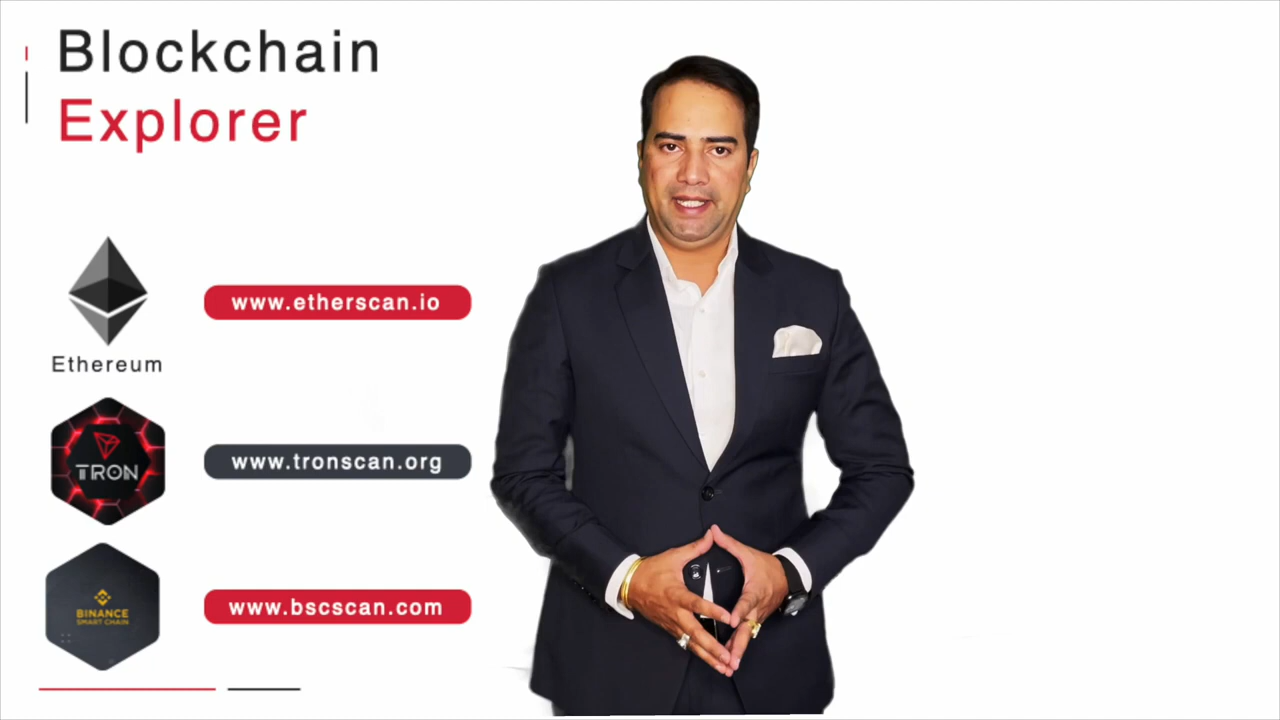 Blockchain
Explorer
www.etherscan.io
Ethereum
TRON
www.tronscan.org
BINANCE
SMART CHAIN
www.bscscan.com